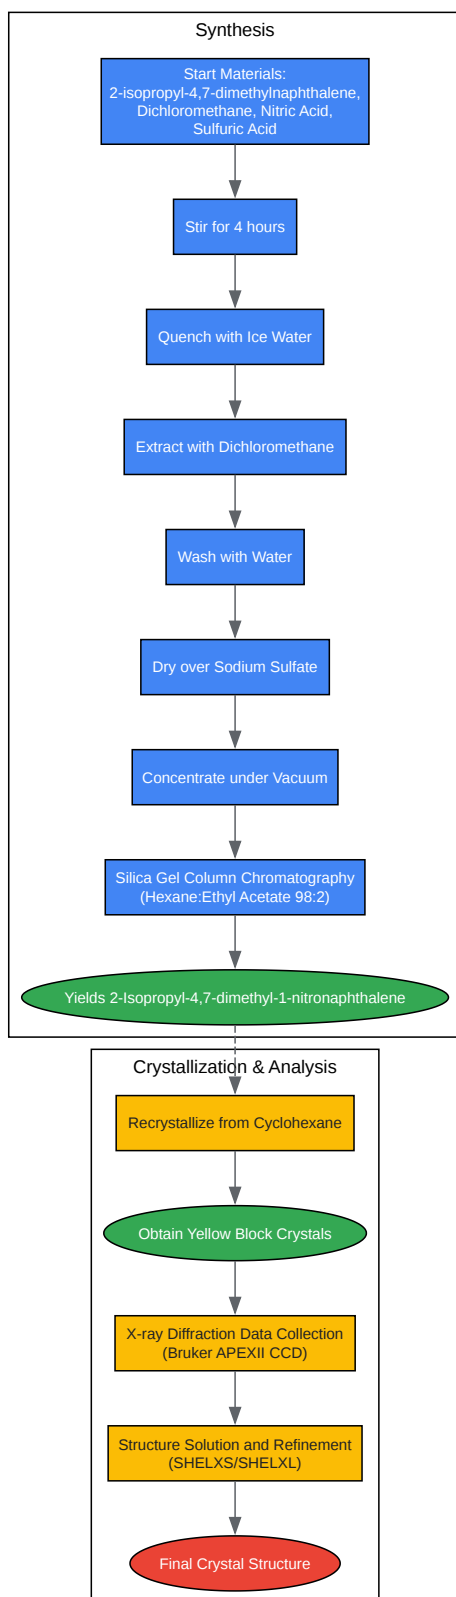 Synthesis
Start Materials:
2-isopropyl-4,7-dimethylnaphthalene,
Dichloromethane, Nitric Acid,
Sulfuric Acid
Stir for 4 hours
Quench with Ice Water
Extract with Dichloromethane
Wash with Water
Dry over Sodium Sulfate
Concentrate under Vacuum
Silica Gel Column Chromatography
(Hexane:Ethyl Acetate 98:2)
Yields 2-Isopropyl-4,7-dimethyl-1-nitronaphthalene
Crystallization & Analysis
Recrystallize from Cyclohexane
Obtain Yellow Block Crystals
X-ray Diffraction Data Collection
(Bruker APEXII CCD)
Structure Solution and Refinement
(SHELXS/SHELXL)
Final Crystal Structure